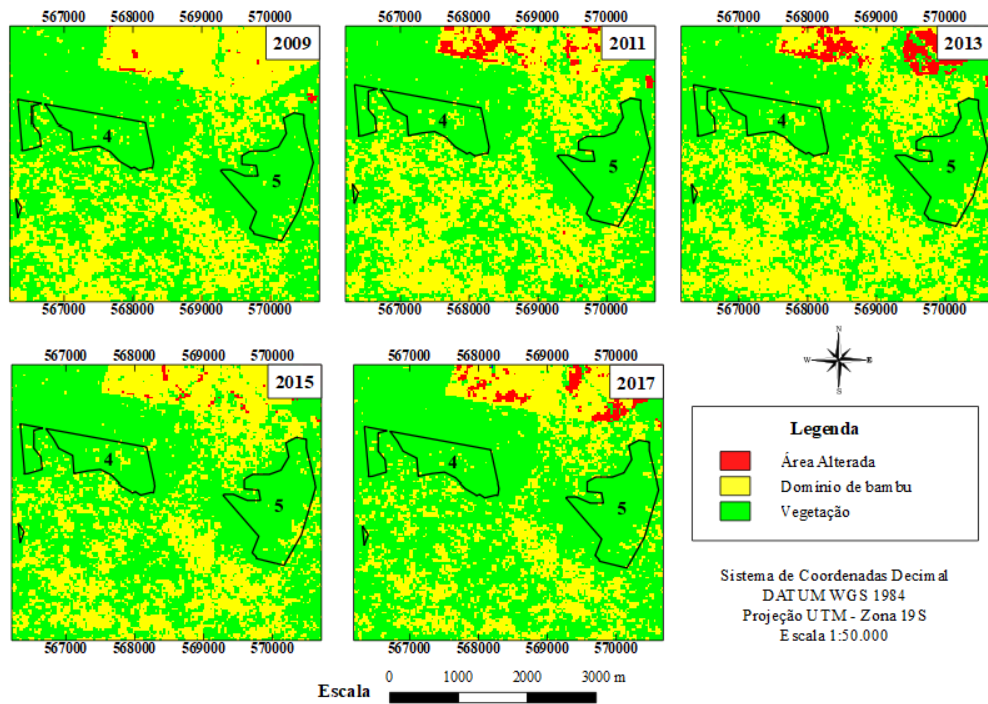 567000 568000 569000 570000
567000 568000 569000 570000
567000 568000 569000 570000
2009
2011
2013
4
5
4
5
4
5
567000 568000 569000 570000
567000 568000 569000 570000
567000 568000 569000 570000
567000 568000 569000 570000
567000 568000 569000 570000
2015
2017
4
5
4
5
567000 568000 569000 570000
567000 568000 569000 570000
N
W E
S
Legenda
Área Alterada
Domínio de bambu
Vegetação
Sistema de Coordenadas Decimal
DATUM WGS 1984
Projeção UTM - Zona 19S
Escala 1:50.000
Escala 0 1000 2000 3000 m